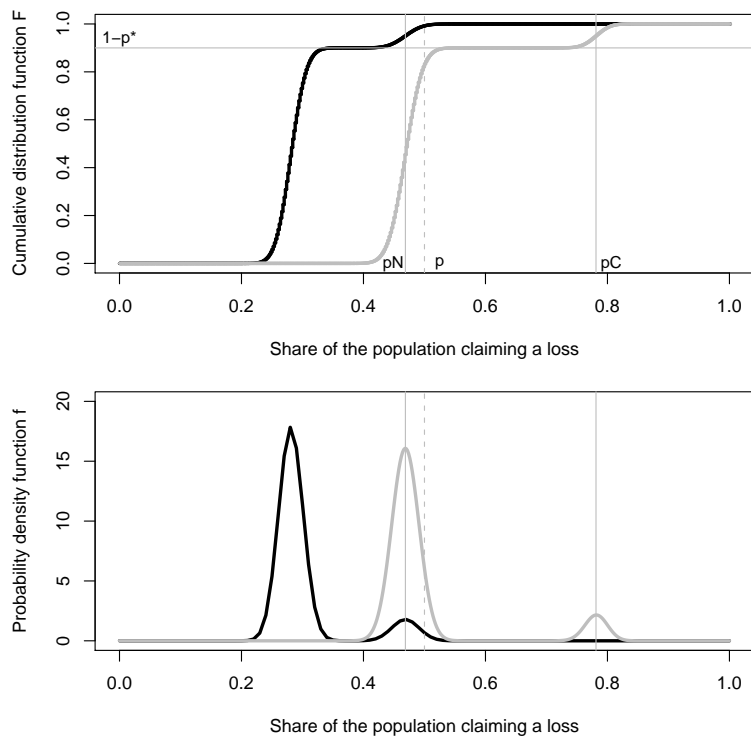 Cumulative distribution function F
1.0
0.8
0.6
0.4
0.2
0.0
1−p*
pN
p
pC
0.0 0.2 0.4 0.6 0.8 1.0
Share of the population claiming a loss
Probability density function f
20
15
10
5
0
0.0 0.2 0.4 0.6 0.8 1.0
Share of the population claiming a loss